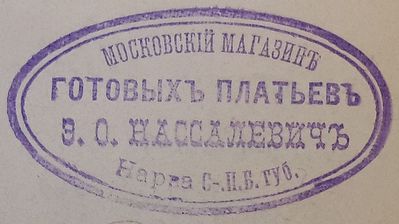 МОСКОВСКІЙ МАГАЗИНЪ
ГОТОВЫХЪ ПЛАТЬЕВЪ
Э. О. НАССАЛЕВИЧЪ
Нарва С-.П.Б. ГУБ.